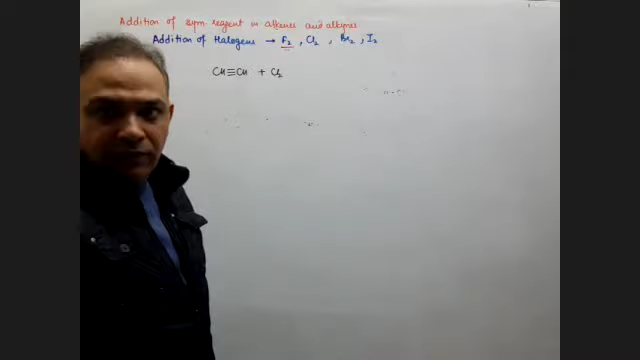 Addition of sym. reagent in alkenes and alkynes
Addition of Halogens → F₂, Cl₂, Br₂, I₂
CH≡CH + Cl₂